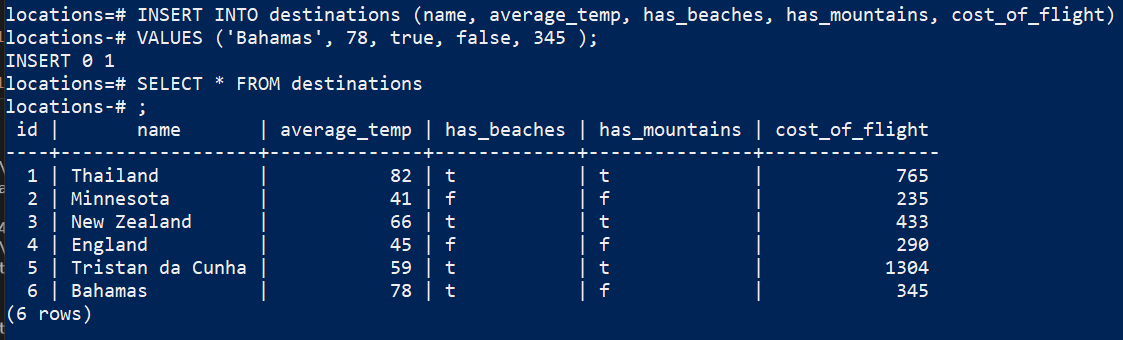 locations=# INSERT INTO destinations (name, average_temp, has_beaches, has_mountains, cost_of_flight)
locations-# VALUES ('Bahamas', 78, true, false, 345 );
INSERT 0 1
locations=# SELECT * FROM destinations
locations-# ;
 id |       name       | average_temp | has_beaches | has_mountains | cost_of_flight
----+------------------+--------------+-------------+---------------+----------------
  1 | Thailand         |           82 | t           | t             |            765
  2 | Minnesota        |           41 | f           | f             |            235
  3 | New Zealand      |           66 | t           | t             |            433
  4 | England          |           45 | f           | f             |            290
  5 | Tristan da Cunha |           59 | t           | t             |           1304
  6 | Bahamas          |           78 | t           | f             |            345
(6 rows)